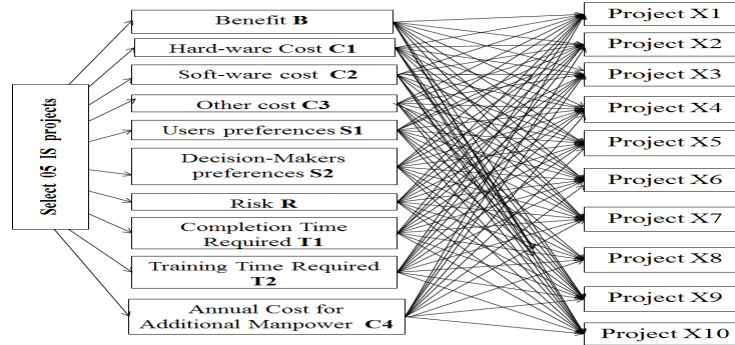 Select 05 IS projects
Benefit B
Hard-ware Cost C1
Soft-ware cost C2
Other cost C3
Users preferences S1
Decision-Makers
preferences S2
Risk R
Completion Time
Required T1
Training Time Required
T2
Annual Cost for
Additional Manpower C4
Project X1
Project X2
Project X3
Project X4
Project X5
Project X6
Project X7
Project X8
Project X9
Project X10